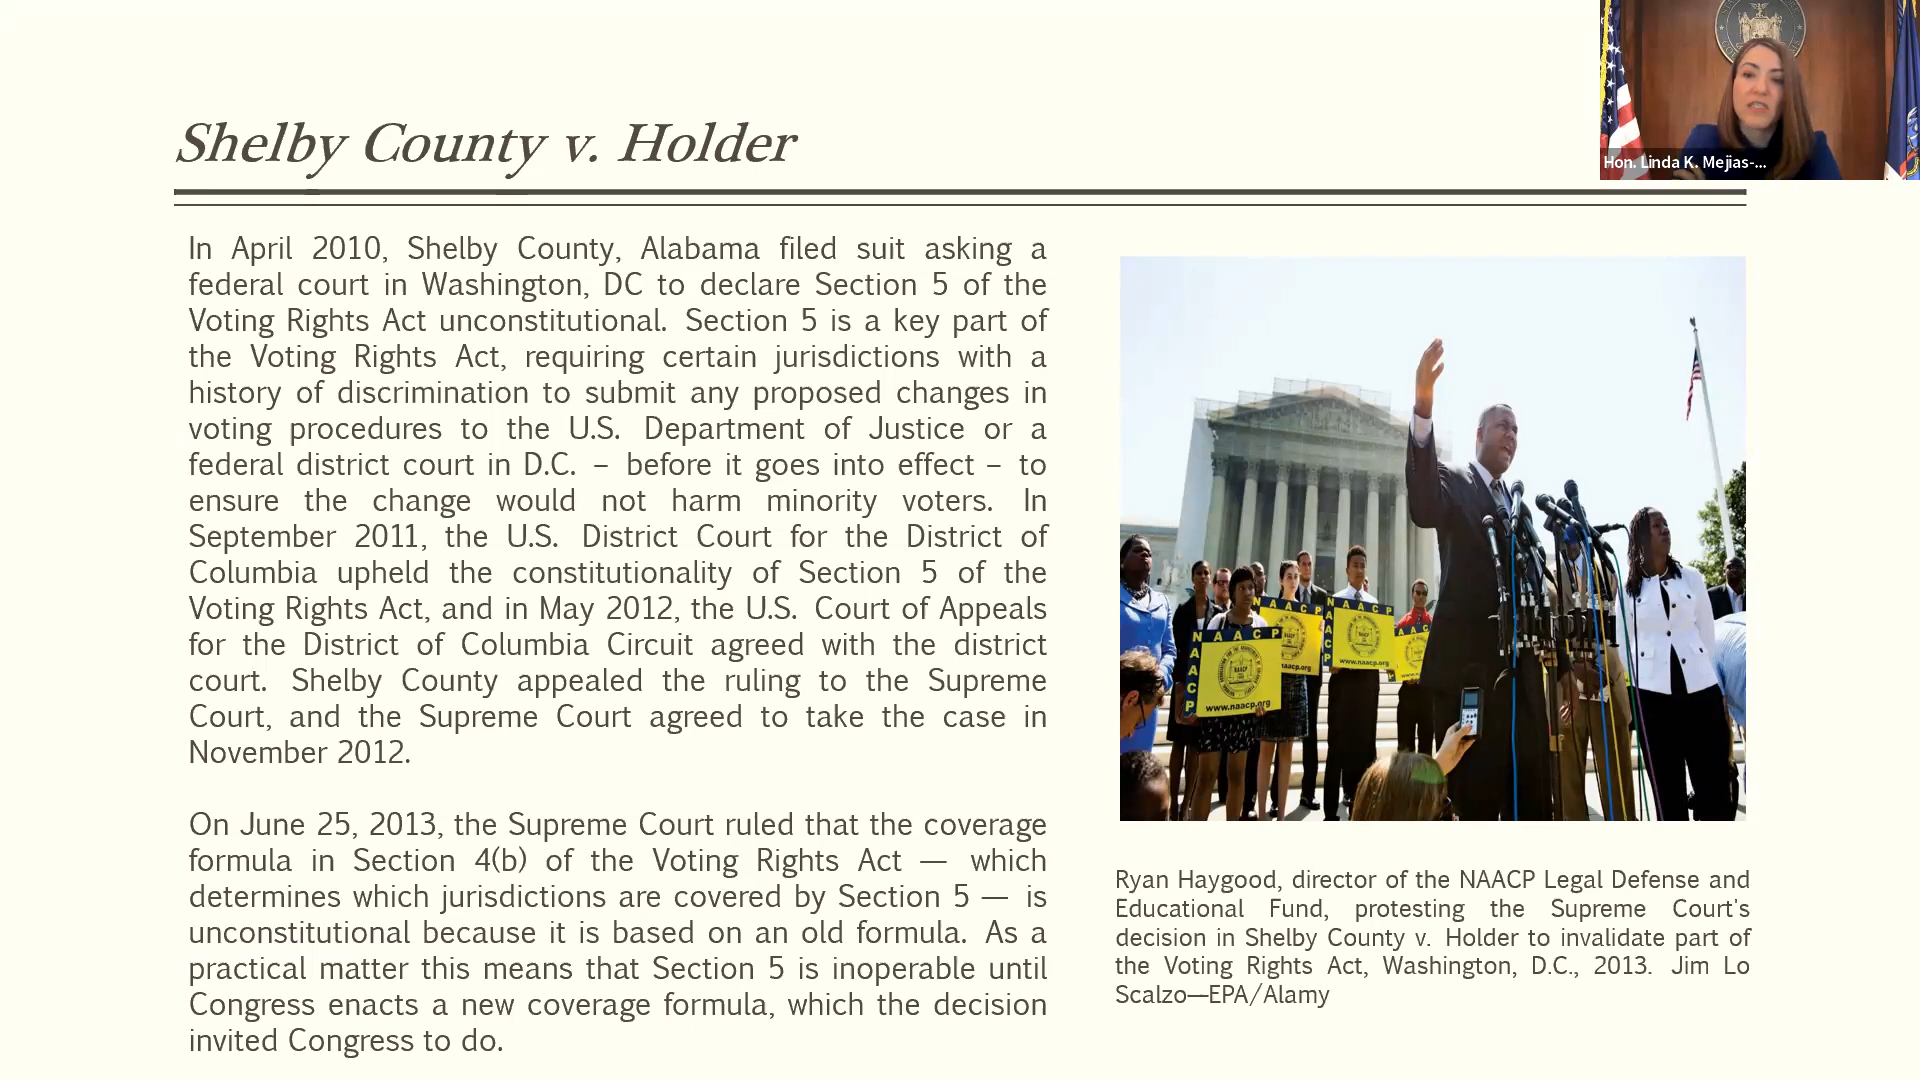 Hon. Linda K. Mejias-...
Shelby County v. Holder
In April 2010, Shelby County, Alabama filed suit asking a
federal court in Washington, DC to declare Section 5 of the
Voting Rights Act unconstitutional. Section 5 is a key part of
the Voting Rights Act, requiring certain jurisdictions with a
history of discrimination to submit any proposed changes in
voting procedures to the U.S. Department of Justice or a
federal district court in D.C. – before it goes into effect – to
ensure the change would not harm minority voters. In
September 2011, the U.S. District Court for the District of
Columbia upheld the constitutionality of Section 5 of the
Voting Rights Act, and in May 2012, the U.S. Court of Appeals
for the District of Columbia Circuit agreed with the district
court. Shelby County appealed the ruling to the Supreme
Court, and the Supreme Court agreed to take the case in
November 2012.
On June 25, 2013, the Supreme Court ruled that the coverage
formula in Section 4(b) of the Voting Rights Act — which
determines which jurisdictions are covered by Section 5 — is
unconstitutional because it is based on an old formula. As a
practical matter this means that Section 5 is inoperable until
Congress enacts a new coverage formula, which the decision
invited Congress to do.
NAACP
NAACP
NAACP
www.naacp.org
NAACP
naacp.org
NAACP
NAACP
www.naacp.org
Ryan Haygood, director of the NAACP Legal Defense and
Educational Fund, protesting the Supreme Court's
decision in Shelby County v. Holder to invalidate part of
the Voting Rights Act, Washington, D.C., 2013. Jim Lo
Scalzo—EPA/Alamy